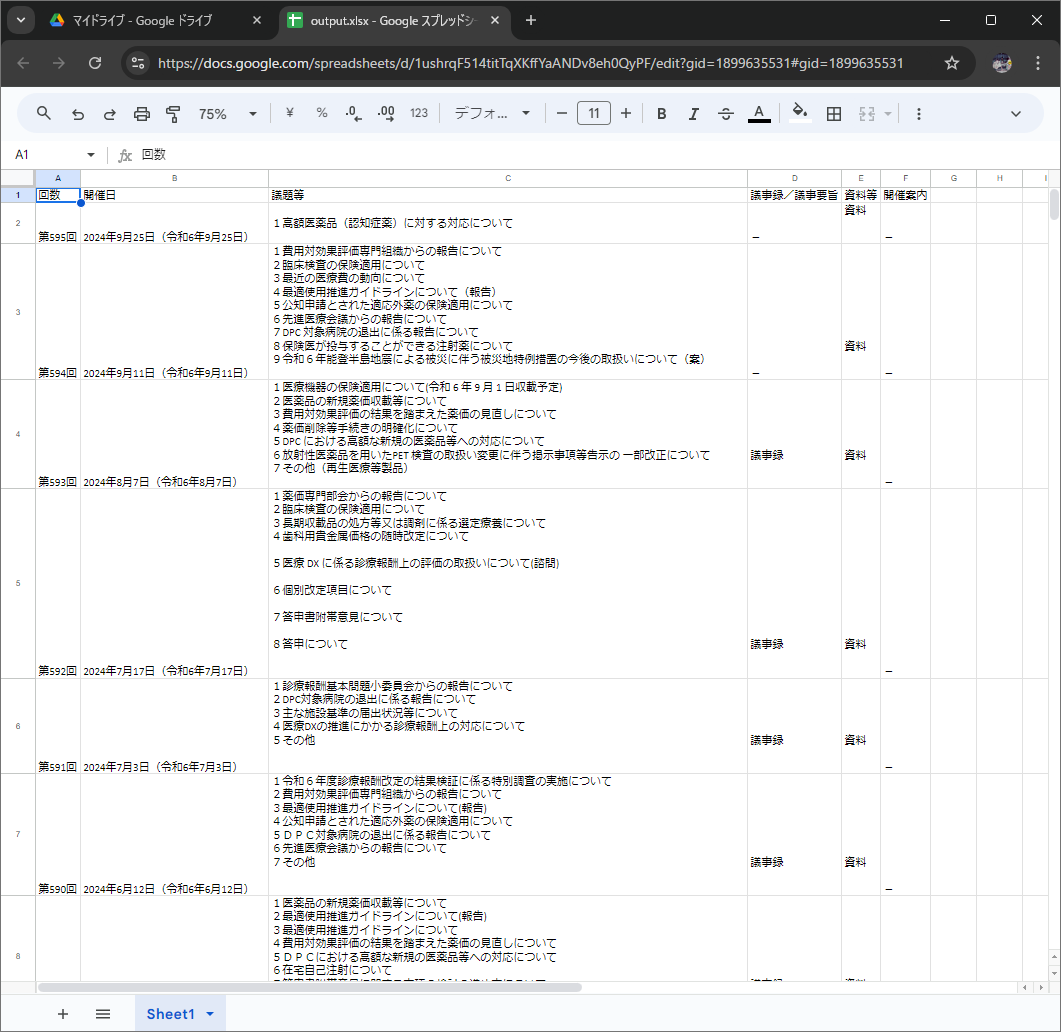 マイドライブ - Google ドライブ
output.xlsx - Google スプレッドシ
https://docs.google.com/spreadsheets/d/1ushrqF514titTqXKffYaANDv8eh0QyPF/edit?gid=1899635531#gid=1899635531
75% ¥ % .0 .00 123 デフォ... 11 B I A
A1 fx 回数
A B C D E F G H I
1 回数 開催日 議題等 議事録／議事要旨 資料等 開催案内
資料
2 1 高額医薬品（認知症薬）に対する対応について
第595回 2024年9月25日（令和6年9月25日） – –
1 費用対効果評価専門組織からの報告について
2 臨床検査の保険適用について
3 最近の医療費の動向について
4 最適使用推進ガイドラインについて（報告）
3 5 公知申請とされた適応外薬の保険適用について
6 先進医療会議からの報告について
7 DPC 対象病院の退出に係る報告について
8 保険医が投与することができる注射薬について 資料
9 令和６年能登半島地震による被災に伴う被災地特例措置の今後の取扱いについて（案）
第594回 2024年9月11日（令和6年9月11日） – –
1 医療機器の保険適用について(令和 6 年 9 月 1 日収載予定)
2 医薬品の新規薬価収載等について
3 費用対効果評価の結果を踏まえた薬価の見直しについて
4 4 薬価削除等手続きの明確化について
5 DPC における高額な新規の医薬品等への対応について
6 放射性医薬品を用いたPET 検査の取扱い変更に伴う掲示事項等告示の 一部改正について 議事録 資料
7 その他（再生医療等製品）
第593回 2024年8月7日（令和6年8月7日） –
1 薬価専門部会からの報告について
2 臨床検査の保険適用について
3 長期収載品の処方等又は調剤に係る選定療養について
4 歯科用貴金属価格の随時改定について
5 医療 DX に係る診療報酬上の評価の取扱いについて(諮問)
5
6 個別改定項目について
7 答申書附帯意見について
8 答申について 議事録 資料
第592回 2024年7月17日（令和6年7月17日） –
1 診療報酬基本問題小委員会からの報告について
2 DPC対象病院の退出に係る報告について
3 主な施設基準の届出状況等について
6 4 医療DXの推進にかかる診療報酬上の対応について
5 その他 議事録 資料
第591回 2024年7月3日（令和6年7月3日） –
1 令和６年度診療報酬改定の結果検証に係る特別調査の実施について
2 費用対効果評価専門組織からの報告について
3 最適使用推進ガイドラインについて(報告)
4 公知申請とされた適応外薬の保険適用について
7 5 ＤＰＣ対象病院の退出に係る報告について
6 先進医療会議からの報告について
7 その他 議事録 資料
第590回 2024年6月12日（令和6年6月12日） –
1 医薬品の新規薬価収載等について
2 最適使用推進ガイドラインについて(報告)
3 最適使用推進ガイドラインについて
4 費用対効果評価の結果を踏まえた薬価の見直しについて
8 5 ＤＰＣにおける高額な新規の医薬品等への対応について
6 在宅自己注射について
Sheet1